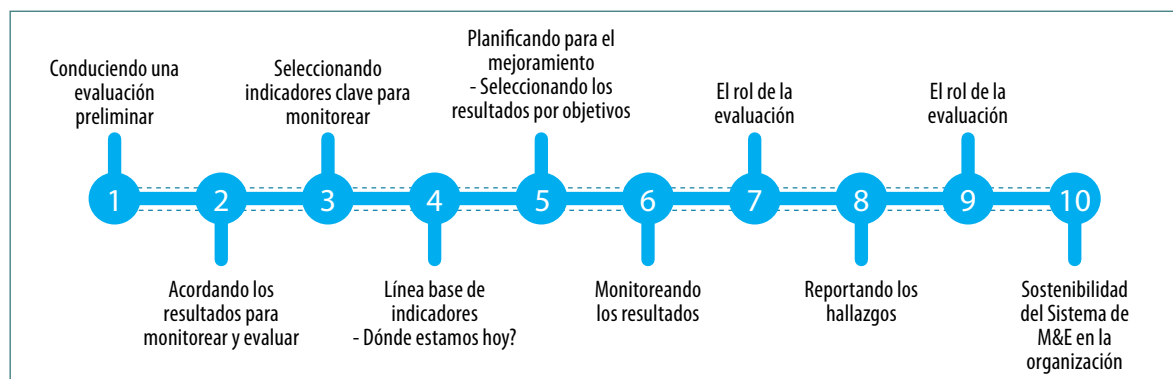 Conduciendo una
evaluación
preliminar
Seleccionando
indicadores clave para
monitorear
Planificando para el
mejoramiento
- Seleccionando los
resultados por objetivos
El rol de la
evaluación
El rol de la
evaluación
1
2
3
4
5
6
7
8
9
10
Acordando los
resultados para
monitorear y evaluar
Línea base de
indicadores
- Dónde estamos hoy?
Monitoreando
los resultados
Reportando los
hallazgos
Sostenibilidad
del Sistema de
M&E en la
organización